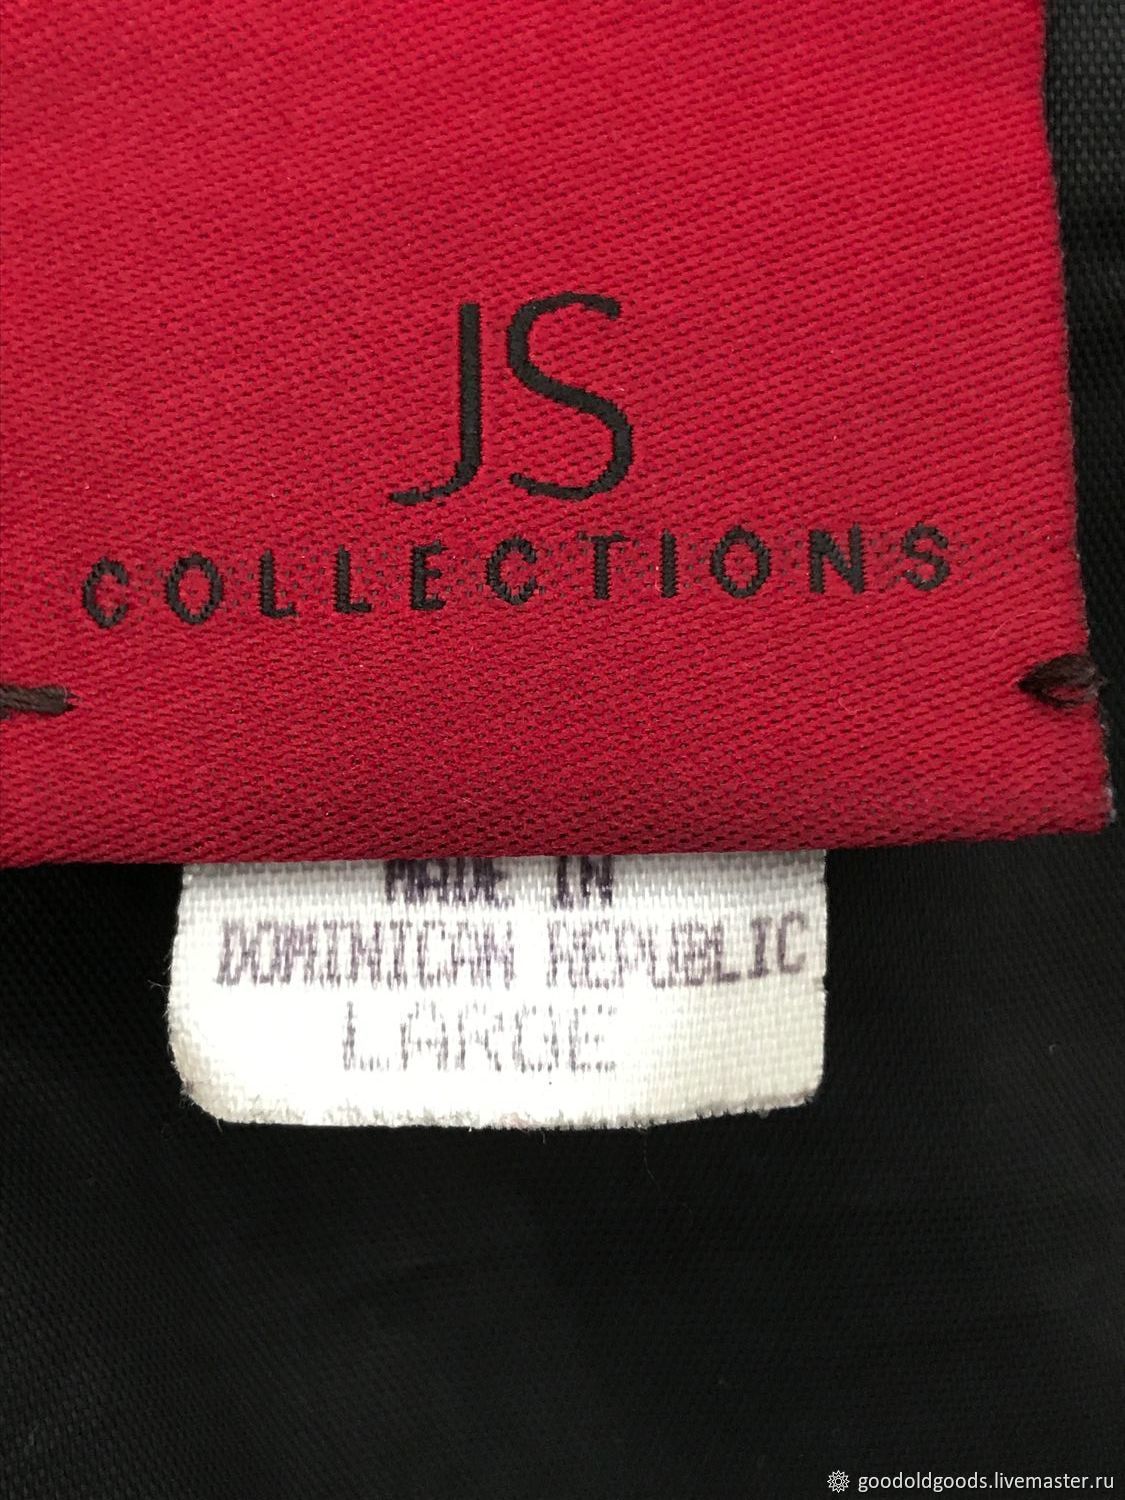 JS
COLLECTIONS
MADE IN
DOMINICAN REPUBLIC
LARGE
goodoldgoods.livemaster.ru